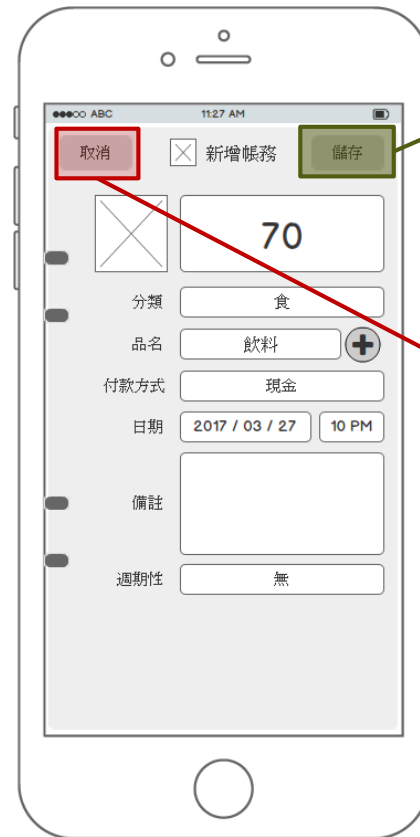 ABC 11:27 AM
取消 新增帳務 儲存
70
分類 食
品名 飲料
付款方式 現金
日期 2017 / 03 / 27 10 PM
備註
週期性 無